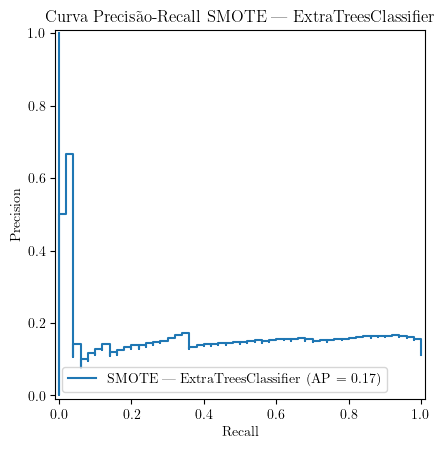 Curva Precisão-Recall SMOTE — ExtraTreesClassifier
1.0
0.8
0.6
0.4
0.2
0.0
Precision
SMOTE — ExtraTreesClassifier (AP = 0.17)
0.0 0.2 0.4 0.6 0.8 1.0
Recall